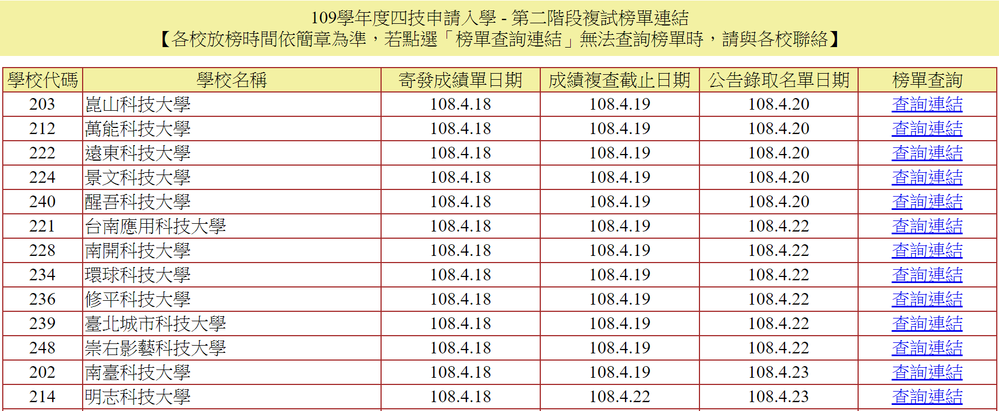 109學年度四技申請入學 - 第二階段複試榜單連結
【各校放榜時間依簡章為準，若點選「榜單查詢連結」無法查詢榜單時，請與各校聯絡】
學校代碼 學校名稱 寄發成績單日期 成績複查截止日期 公告錄取名單日期 榜單查詢
203 崑山科技大學 108.4.18 108.4.19 108.4.20 查詢連結
212 萬能科技大學 108.4.18 108.4.19 108.4.20 查詢連結
222 遠東科技大學 108.4.18 108.4.19 108.4.20 查詢連結
224 景文科技大學 108.4.18 108.4.19 108.4.20 查詢連結
240 醒吾科技大學 108.4.18 108.4.19 108.4.20 查詢連結
221 台南應用科技大學 108.4.18 108.4.19 108.4.22 查詢連結
228 南開科技大學 108.4.18 108.4.19 108.4.22 查詢連結
234 環球科技大學 108.4.18 108.4.19 108.4.22 查詢連結
236 修平科技大學 108.4.18 108.4.19 108.4.22 查詢連結
239 臺北城市科技大學 108.4.18 108.4.19 108.4.22 查詢連結
248 崇右影藝科技大學 108.4.18 108.4.19 108.4.22 查詢連結
202 南臺科技大學 108.4.18 108.4.19 108.4.23 查詢連結
214 明志科技大學 108.4.18 108.4.22 108.4.23 查詢連結